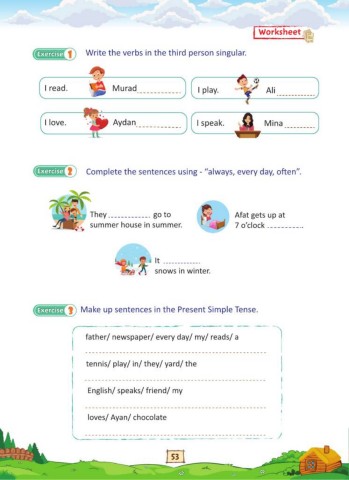 Worksheet
Exercise 1 Write the verbs in the third person singular.
I read. Murad............... I play. Ali ...............
I love. Aydan............... I speak. Mina ...............
Exercise 2 Complete the sentences using - “always, every day, often”.
They ............... go to
summer house in summer.
Afat gets up at
7 o’clock ...............
It ...............
snows in winter.
Exercise 3 Make up sentences in the Present Simple Tense.
father/ newspaper/ every day/ my/ reads/ a
tennis/ play/ in/ they/ yard/ the
English/ speaks/ friend/ my
loves/ Ayan/ chocolate
53